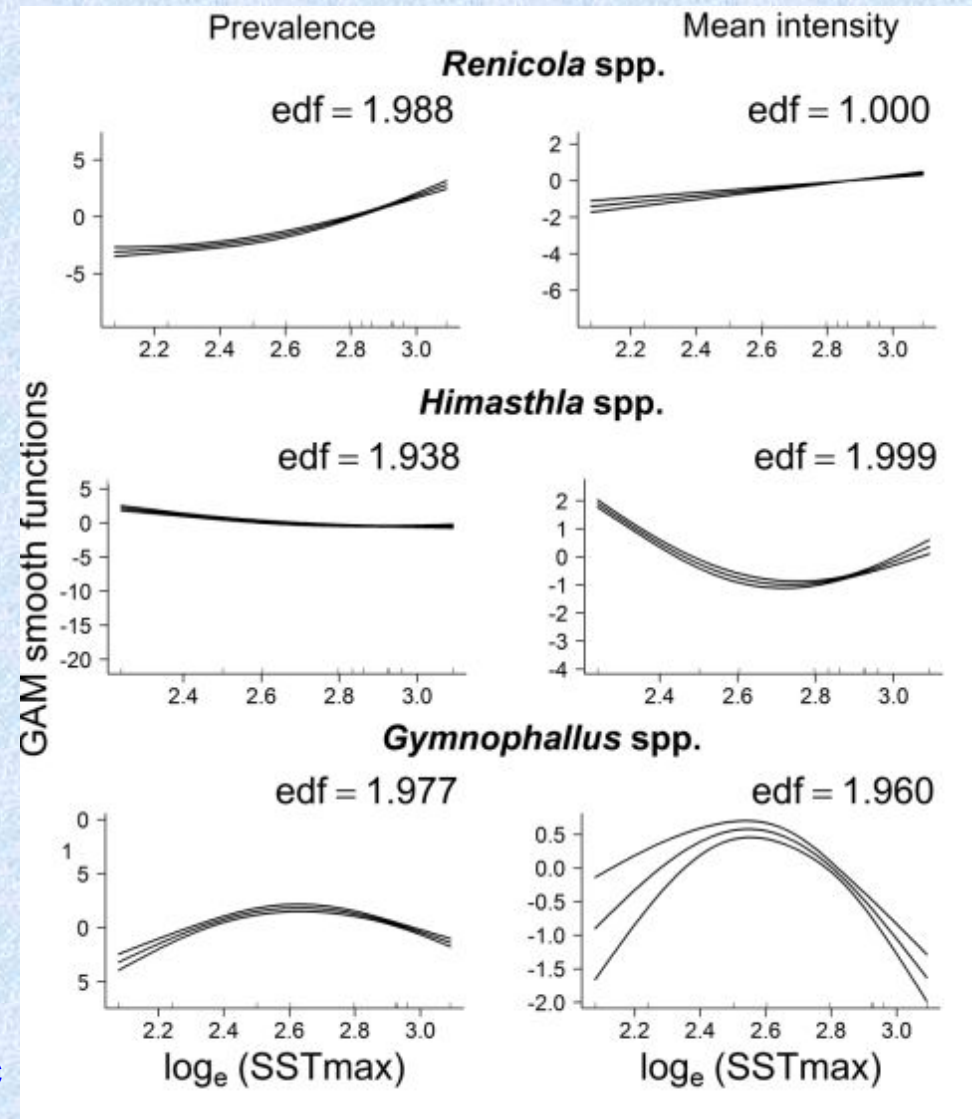 Prevalence Mean intensity
Renicola spp.
edf = 1.988 edf = 1.000
5
0
-5
2.2 2.4 2.6 2.8 3.0
2
0
-2
-4
-6
2.2 2.4 2.6 2.8 3.0
Himasthla spp.
edf = 1.938 edf = 1.999
5
0
-5
-10
-15
-20
2.4 2.6 2.8 3.0
2
1
0
-1
-2
-3
-4
2.4 2.6 2.8 3.0
GAM smooth functions
Gymnophallus spp.
edf = 1.977 edf = 1.960
0
1
5
0
5
2.2 2.4 2.6 2.8 3.0
0.5
0.0
-0.5
-1.0
-1.5
-2.0
2.2 2.4 2.6 2.8 3.0
logₑ (SSTmax) logₑ (SSTmax)